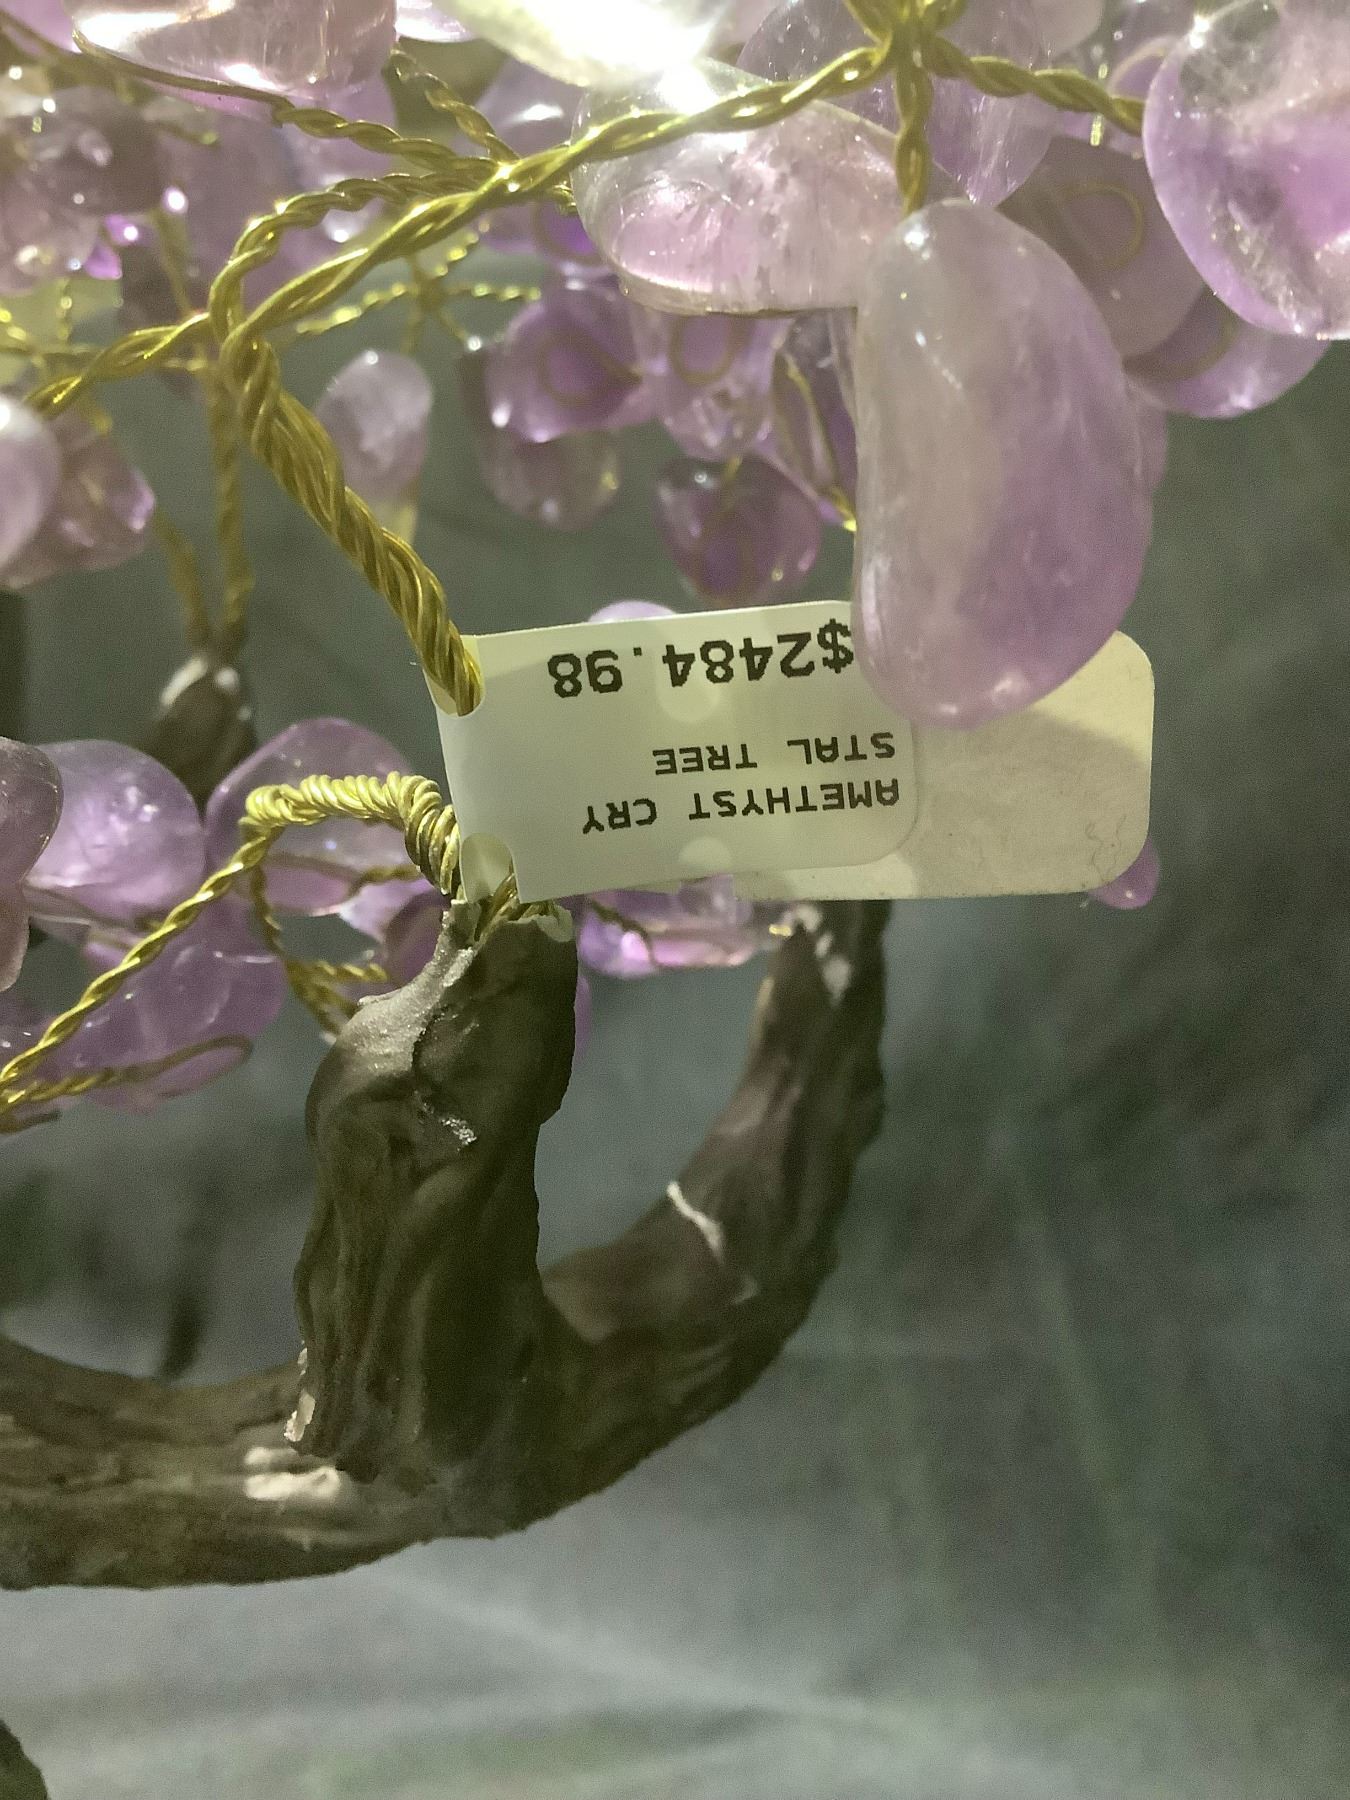 AMETHYST CRY
STAL TREE
$2484.98